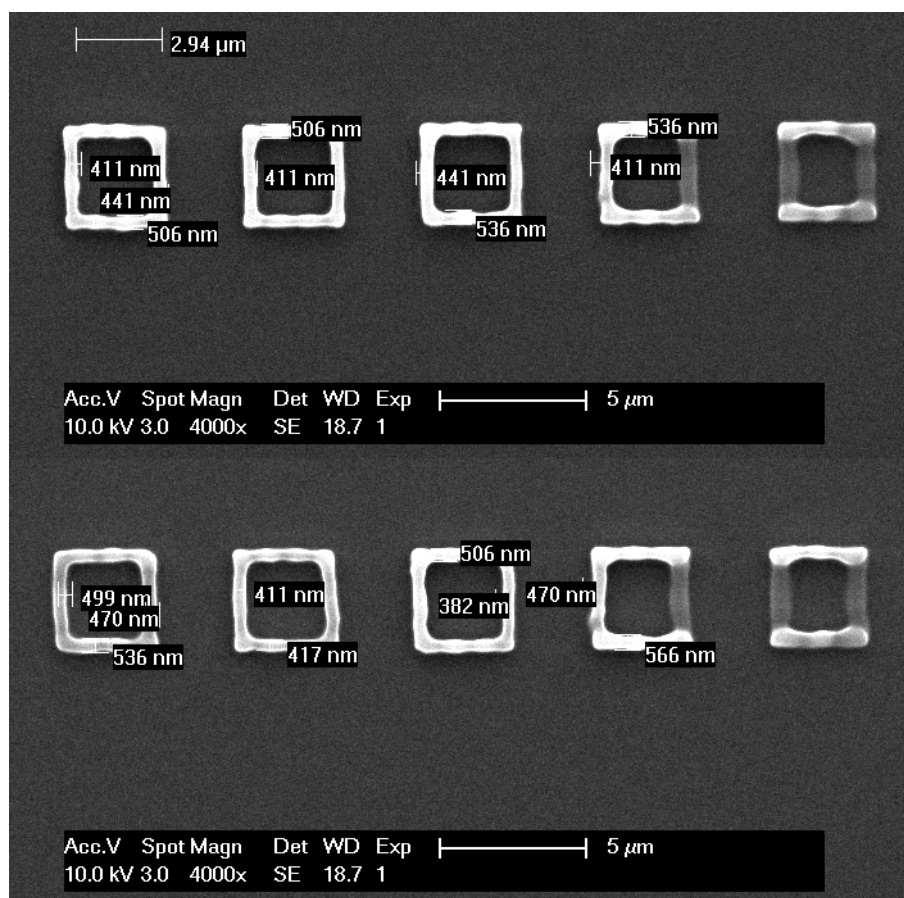 2.94 µm
506 nm
536 nm
411 nm
411 nm
441 nm
411 nm
441 nm
506 nm
536 nm
Acc.V Spot Magn Det WD Exp 5 µm
10.0 kV 3.0 4000x SE 18.7 1
506 nm
499 nm
411 nm
382 nm
470 nm
470 nm
536 nm
417 nm
566 nm
Acc.V Spot Magn Det WD Exp 5 µm
10.0 kV 3.0 4000x SE 18.7 1